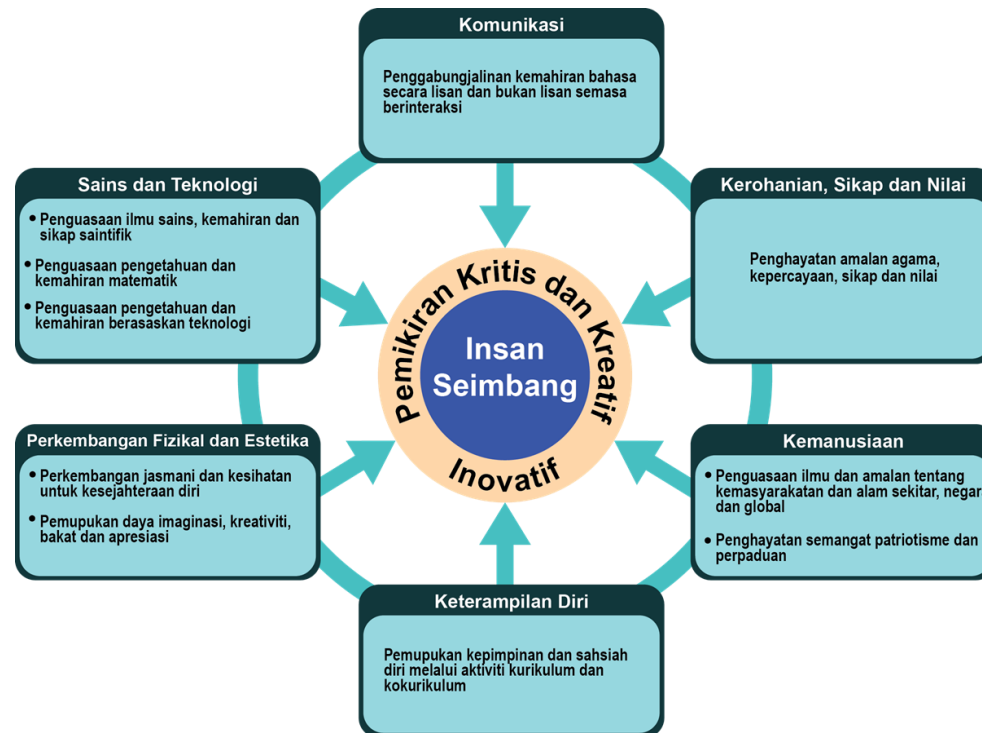 Komunikasi
Penggabungjalinan kemahiran bahasa
secara lisan dan bukan lisan semasa
berinteraksi
Sains dan Teknologi
• Penguasaan ilmu sains, kemahiran dan
sikap saintifik
• Penguasaan pengetahuan dan
kemahiran matematik
• Penguasaan pengetahuan dan
kemahiran berasaskan teknologi
Kerohanian, Sikap dan Nilai
Penghayatan amalan agama,
kepercayaan, sikap dan nilai
Pemikiran Kritis dan Kreatif
Insan
Seimbang
Inovatif
Perkembangan Fizikal dan Estetika
• Perkembangan jasmani dan kesihatan
untuk kesejahteraan diri
• Pemupukan daya imaginasi, kreativiti,
bakat dan apresiasi
Kemanusiaan
• Penguasaan ilmu dan amalan tentang
kemasyarakatan dan alam sekitar, negar
dan global
• Penghayatan semangat patriotisme dan
perpaduan
Keterampilan Diri
Pemupukan kepimpinan dan sahsiah
diri melalui aktiviti kurikulum dan
kokurikulum